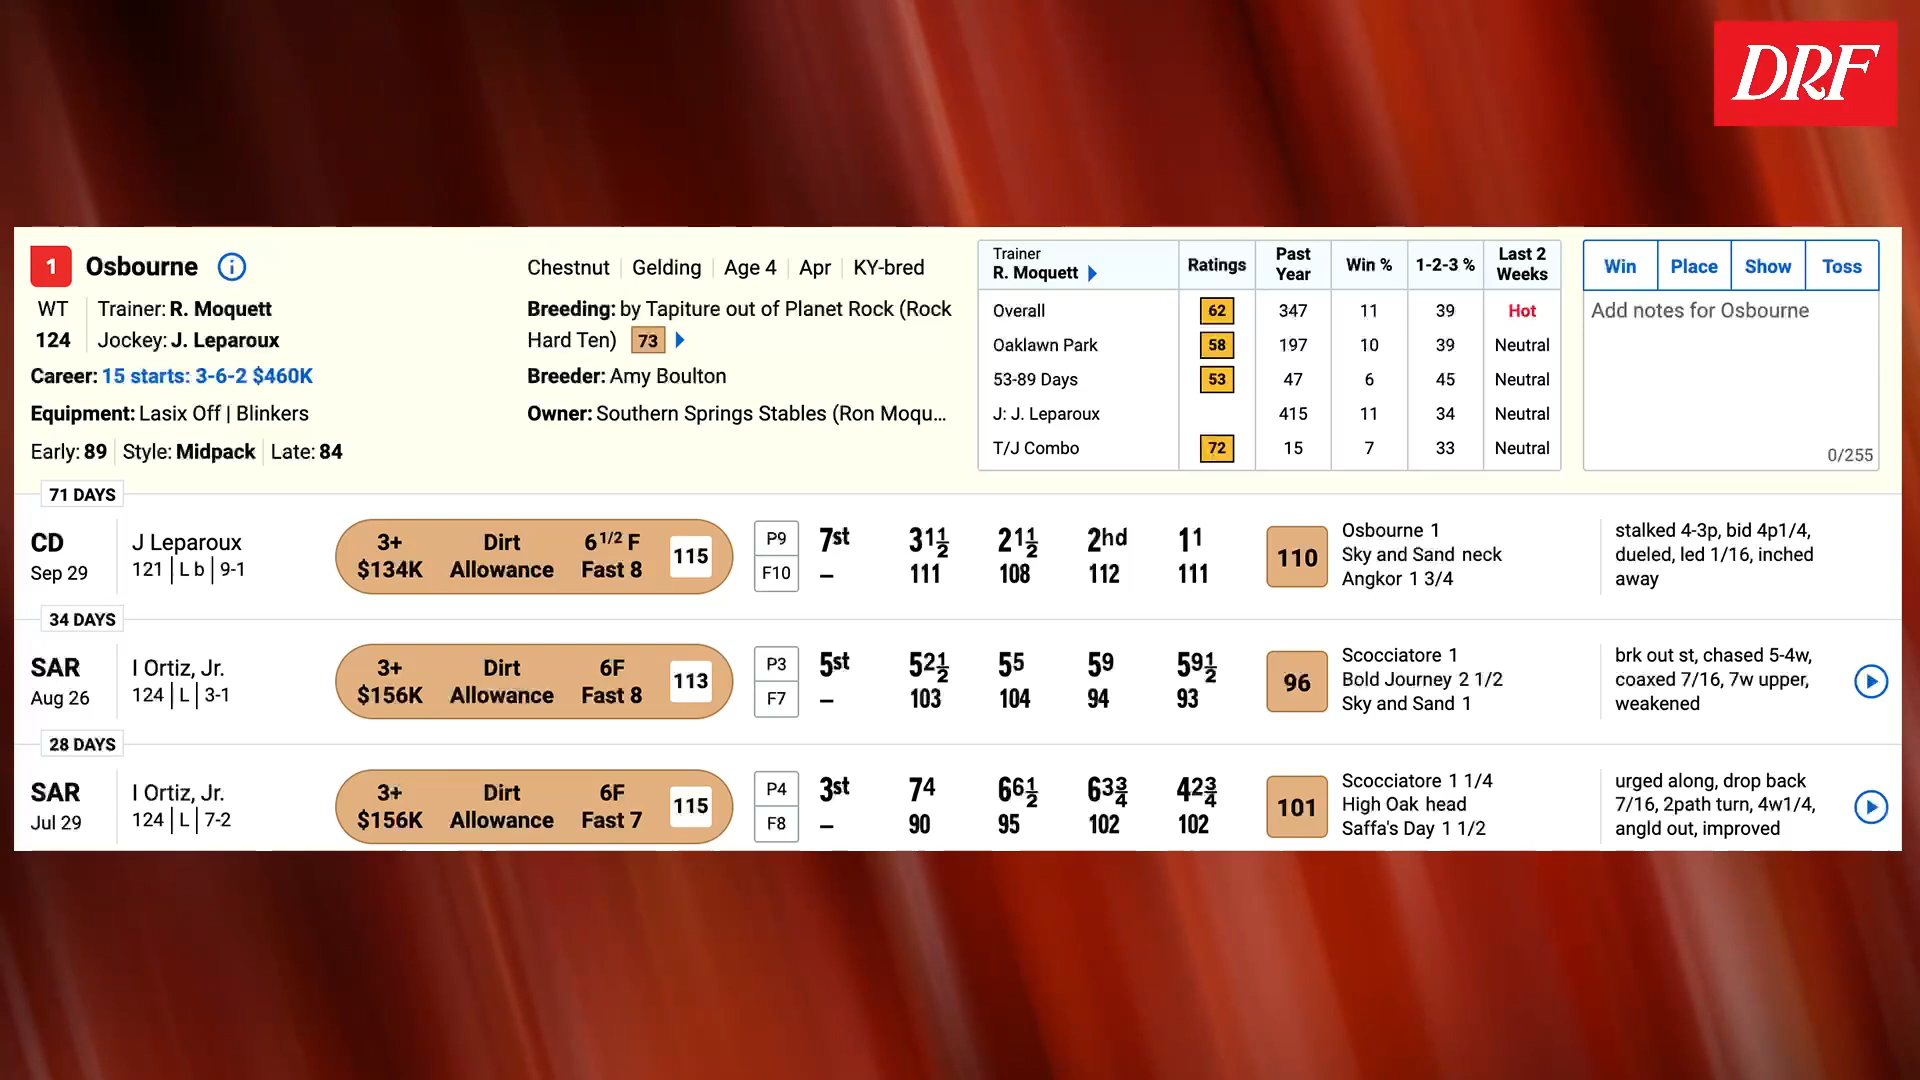 DRF
1 Osbourne i
WT 124
Trainer: R. Moquett
Jockey: J. Leparoux
Career: 15 starts: 3-6-2 $460K
Equipment: Lasix Off | Blinkers
Early: 89 Style: Midpack Late: 84
Chestnut Gelding Age 4 Apr KY-bred
Breeding: by Tapiture out of Planet Rock (Rock
Hard Ten) 73
Breeder: Amy Boulton
Owner: Southern Springs Stables (Ron Moqu...
Trainer R. Moquett Ratings Past Year Win % 1-2-3 % Last 2 Weeks
Overall 62 347 11 39 Hot
Oaklawn Park 58 197 10 39 Neutral
53-89 Days 53 47 6 45 Neutral
J: J. Leparoux 415 11 34 Neutral
T/J Combo 72 15 7 33 Neutral
Win Place Show Toss
Add notes for Osbourne
0/255
71 DAYS
CD
Sep 29
J Leparoux
121 | L b | 9-1
3+ Dirt 6 1/2 F
$134K Allowance Fast 8
115
P9
F10
7st 3 1½ 2 1½ 2hd 1 1
– 111 108 112 111
110
Osbourne 1
Sky and Sand neck
Angkor 1 3/4
stalked 4-3p, bid 4p1/4,
dueled, led 1/16, inched
away
34 DAYS
SAR
Aug 26
I Ortiz, Jr.
124 | L | 3-1
3+ Dirt 6F
$156K Allowance Fast 8
113
P3
F7
5st 5 2½ 5 5 5 9 5 9½
– 103 104 94 93
96
Scocciatore 1
Bold Journey 2 1/2
Sky and Sand 1
brk out st, chased 5-4w,
coaxed 7/16, 7w upper,
weakened
28 DAYS
SAR
Jul 29
I Ortiz, Jr.
124 | L | 7-2
3+ Dirt 6F
$156K Allowance Fast 7
115
P4
F8
3st 7 4 6 6½ 6 3¾ 4 2¾
– 90 95 102 102
101
Scocciatore 1 1/4
High Oak head
Saffa's Day 1 1/2
urged along, drop back
7/16, 2path turn, 4w1/4,
angld out, improved